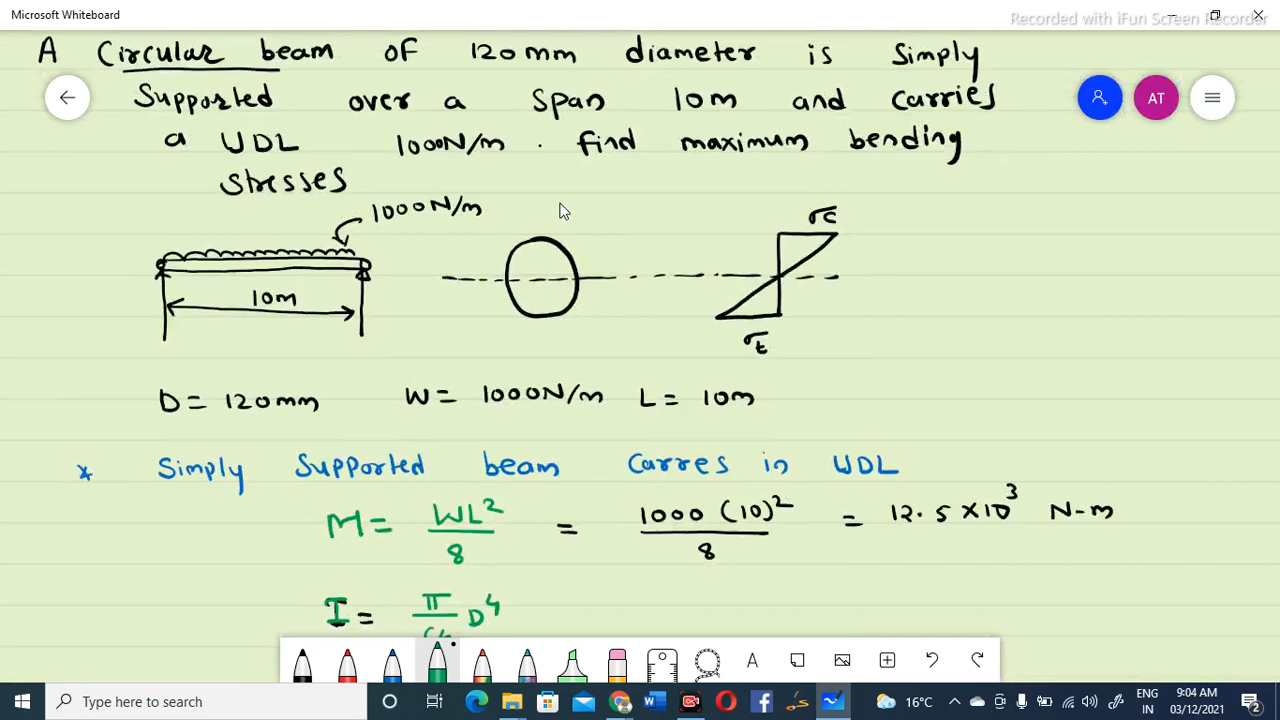 Microsoft Whiteboard
Recorded with iFun Screen Recorder
A Circular beam of 120mm diameter is Simply
Supported over a Span 10m and Carries
AT
a UDL 1000N/m . find maximum bending
Stresses
1000N/m
σc
10m
σt
D = 120mm W = 1000N/m L = 10m
* Simply Supported beam Carres in UDL
M = WL²/8 = 1000 (10)²/8 = 12.5 × 10³ N-m
I = π/64 D⁴
A
Type here to search
16°C
ENG
IN
9:04 AM
03/12/2021
2